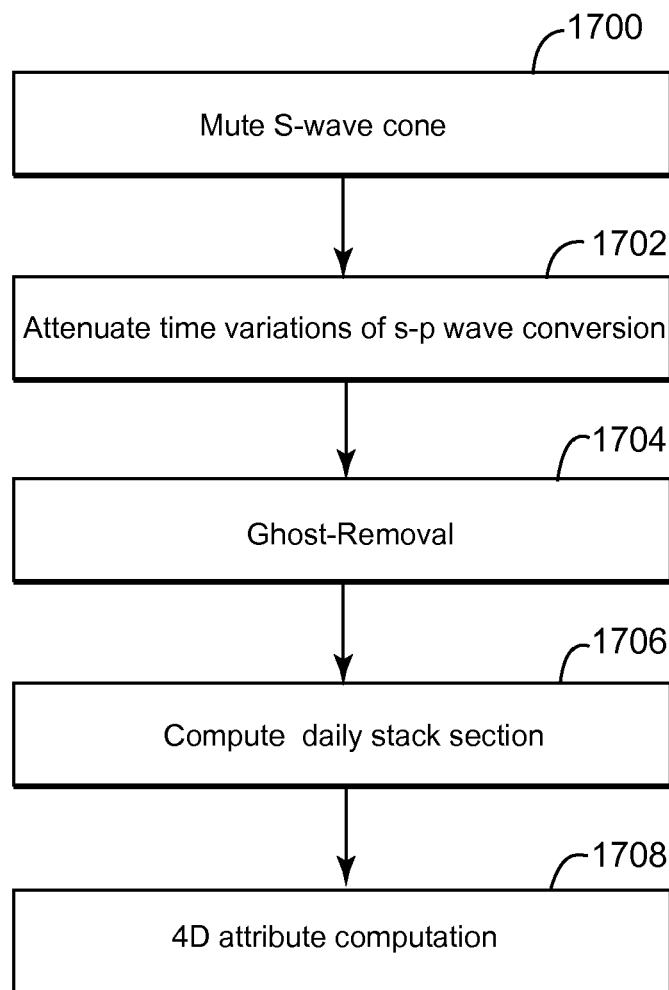 1700
Mute S-wave cone
1702
Attenuate time variations of s-p wave conversion
1704
Ghost-Removal
1706
Compute daily stack section
1708
4D attribute computation